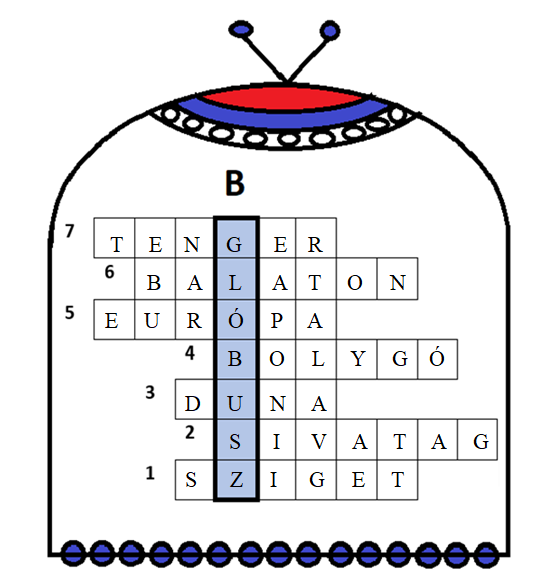 B
7 TENGER
6 BALATON
5 EURÓPA
4 BOLYGÓ
3 DUNA
2 SIVATAG
1 SZIGET